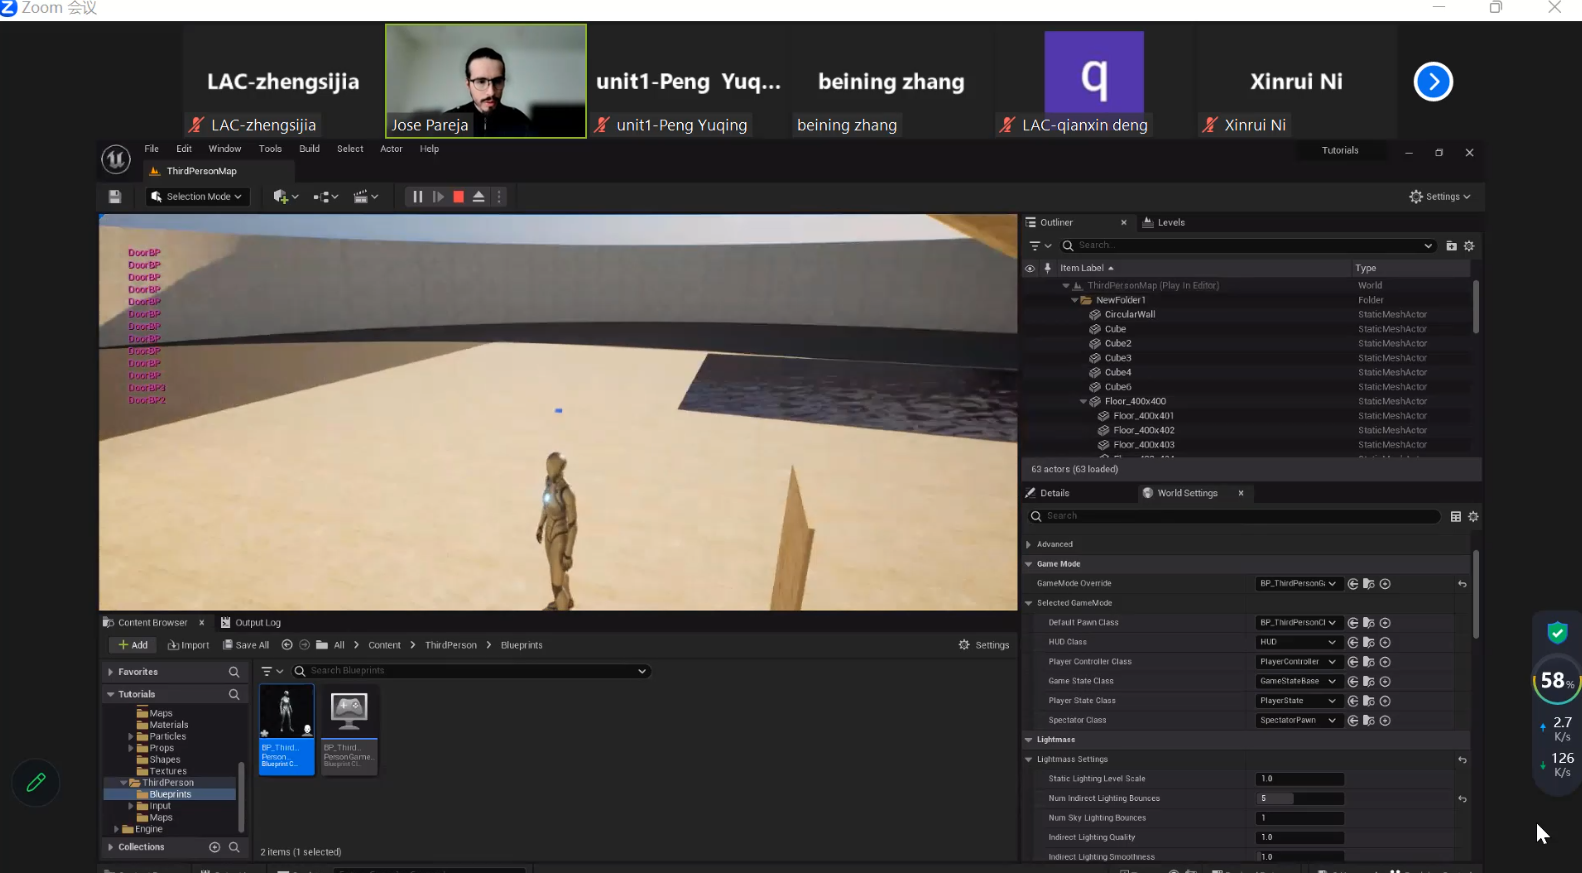 Zoom 会议
LAC-zhengsijia
unit1-Peng Yuq...
beining zhang
q
Xinrui Ni
LAC-zhengsijia
Jose Pareja
unit1-Peng Yuqing
beining zhang
LAC-qianxin deng
Xinrui Ni
File Edit Window Tools Build Select Actor Help
Tutorials
ThirdPersonMap
Selection Mode
Settings
DoorBP
DoorBP
DoorBP
DoorBP
DoorBP
DoorBP
DoorBP
DoorBP
DoorBP
DoorBP
DoorBP
DoorBP3
DoorBP2
Outliner
Levels
Search...
Item Label
Type
ThirdPersonMap (Play In Editor) World
NewFolder1 Folder
CircularWall StaticMeshActor
Cube StaticMeshActor
Cube2 StaticMeshActor
Cube3 StaticMeshActor
Cube4 StaticMeshActor
Cube6 StaticMeshActor
Floor_400x400 StaticMeshActor
Floor_400x401 StaticMeshActor
Floor_400x402 StaticMeshActor
Floor_400x403 StaticMeshActor
63 actors (63 loaded)
Details
World Settings
Search
Advanced
Game Mode
GameMode Override BP_ThirdPersonG
Selected GameMode
Default Pawn Class BP_ThirdPersonCl
HUD Class HUD
Player Controller Class PlayerController
Game State Class GameStateBase
Player State Class PlayerState
Spectator Class SpectatorPawn
Lightmass
Lightmass Settings
Static Lighting Level Scale 1.0
Num Indirect Lighting Bounces 5
Num Sky Lighting Bounces 1
Indirect Lighting Quality 1.0
Indirect Lighting Smoothness 1.0
Content Browser
Output Log
Add
Import
Save All
All
Content
ThirdPerson
Blueprints
Settings
Favorites
Search Blueprints
Tutorials
Maps
Materials
Particles
Props
Shapes
Textures
ThirdPerson
Blueprints
Input
Maps
Engine
Collections
BP_Third..
Person...
Blueprint C...
BP_Third..
PersonGame..
Blueprint Cl...
2 items (1 selected)
58%
2.7
K/s
126
K/s